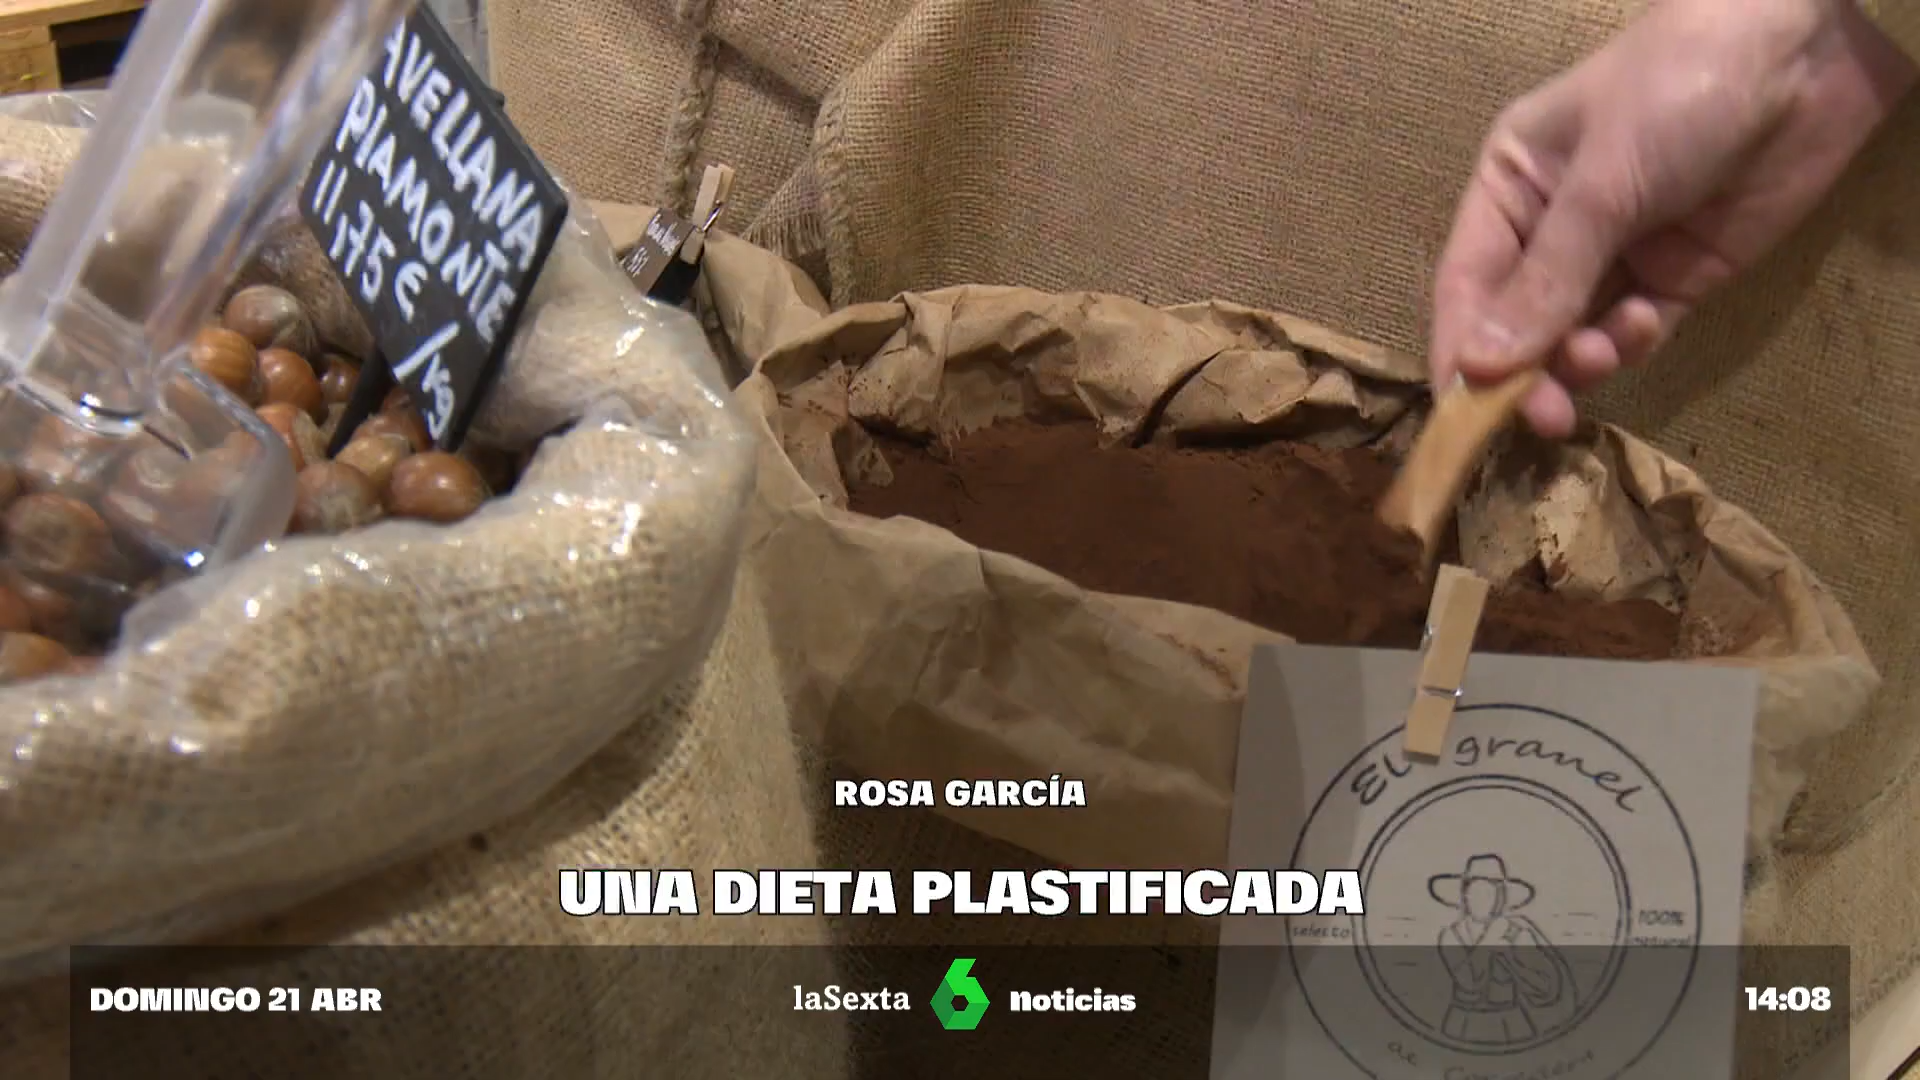 AVELLANA
PIAMONTE
11,75 € /Kg
El granel
selecto
100%
natural
ROSA GARCÍA
UNA DIETA PLASTIFICADA
DOMINGO 21 ABR
laSexta noticias
14:08